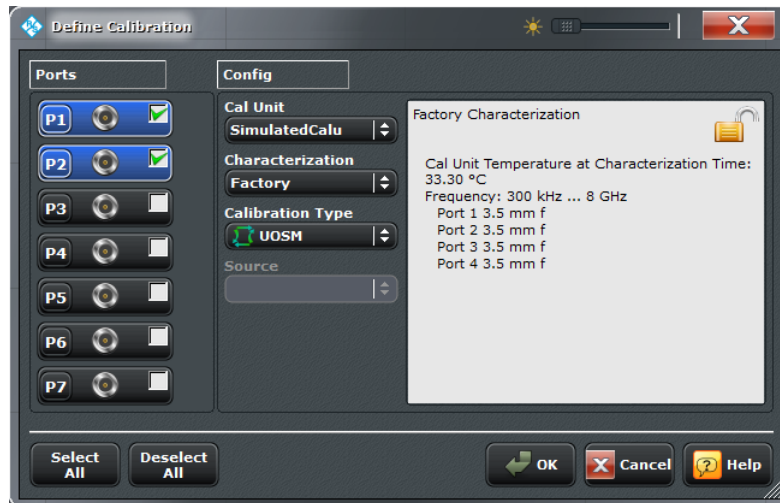 Define Calibration
Ports
P1
P2
P3
P4
P5
P6
P7
Config
Cal Unit
SimulatedCalu
Characterization
Factory
Calibration Type
UOSM
Source
Factory Characterization
Cal Unit Temperature at Characterization Time:
33.30 °C
Frequency: 300 kHz ... 8 GHz
Port 1 3.5 mm f
Port 2 3.5 mm f
Port 3 3.5 mm f
Port 4 3.5 mm f
Select
All
Deselect
All
OK
Cancel
Help